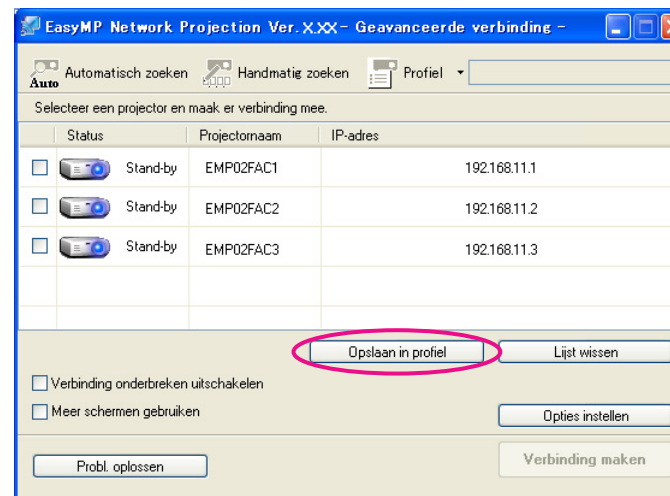 EasyMP Network Projection Ver. X.XX - Geavanceerde verbinding -
Auto Automatisch zoeken Handmatig zoeken Profiel
Selecteer een projector en maak er verbinding mee.
Status Projectornaam IP-adres
Stand-by EMP02FAC1 192.168.11.1
Stand-by EMP02FAC2 192.168.11.2
Stand-by EMP02FAC3 192.168.11.3
Opslaan in profiel Lijst wissen
Verbinding onderbreken uitschakelen
Meer schermen gebruiken
Opties instellen
Probl. oplossen Verbinding maken